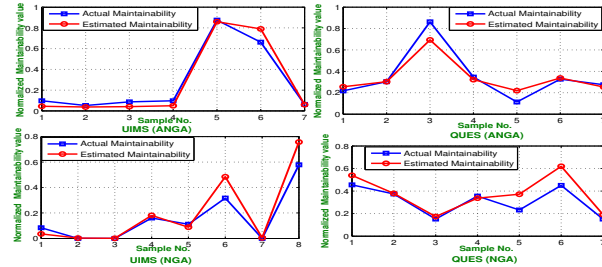 Normalized Maintainability value
1
0.8
0.6
0.4
0.2
0
Actual Maintainability
Estimated Maintainability
1 2 3 4 5 6 7
Sample No.
UIMS (ANGA)
Normalized Maintainability value
1
0.8
0.6
0.4
0.2
0
Actual Maintainability
Estimated Maintainability
1 2 3 4 5 6 7
Sample No.
QUES (ANGA)
Normalized Maintainability value
0.8
0.6
0.4
0.2
0
Actual Maintainability
Estimated Maintainability
1 2 3 4 5 6 7 8
Sample No.
UIMS (NGA)
Normalized Maintainability value
0.8
0.6
0.4
0.2
0
Actual Maintainability
Estimated Maintainability
1 2 3 4 5 6 7
Sample No.
QUES (NGA)